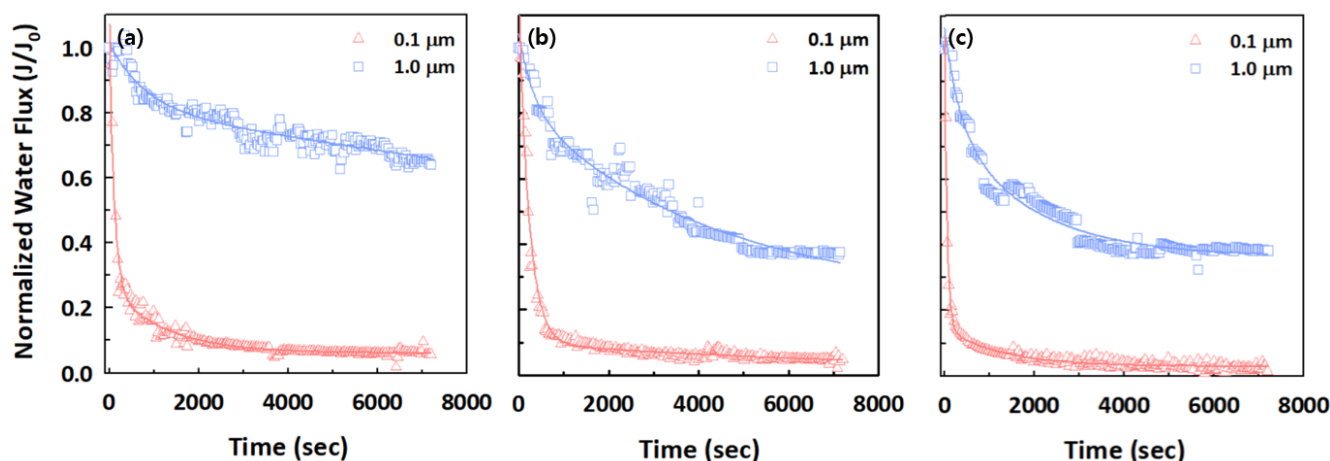 Normalized Water Flux (J/J₀)
1.0
0.8
0.6
0.4
0.2
0.0
(a)
0.1 μm
1.0 μm
0 2000 4000 6000 8000
Time (sec)
(b)
0.1 μm
1.0 μm
0 2000 4000 6000 8000
Time (sec)
(c)
0.1 μm
1.0 μm
0 2000 4000 6000 8000
Time (sec)